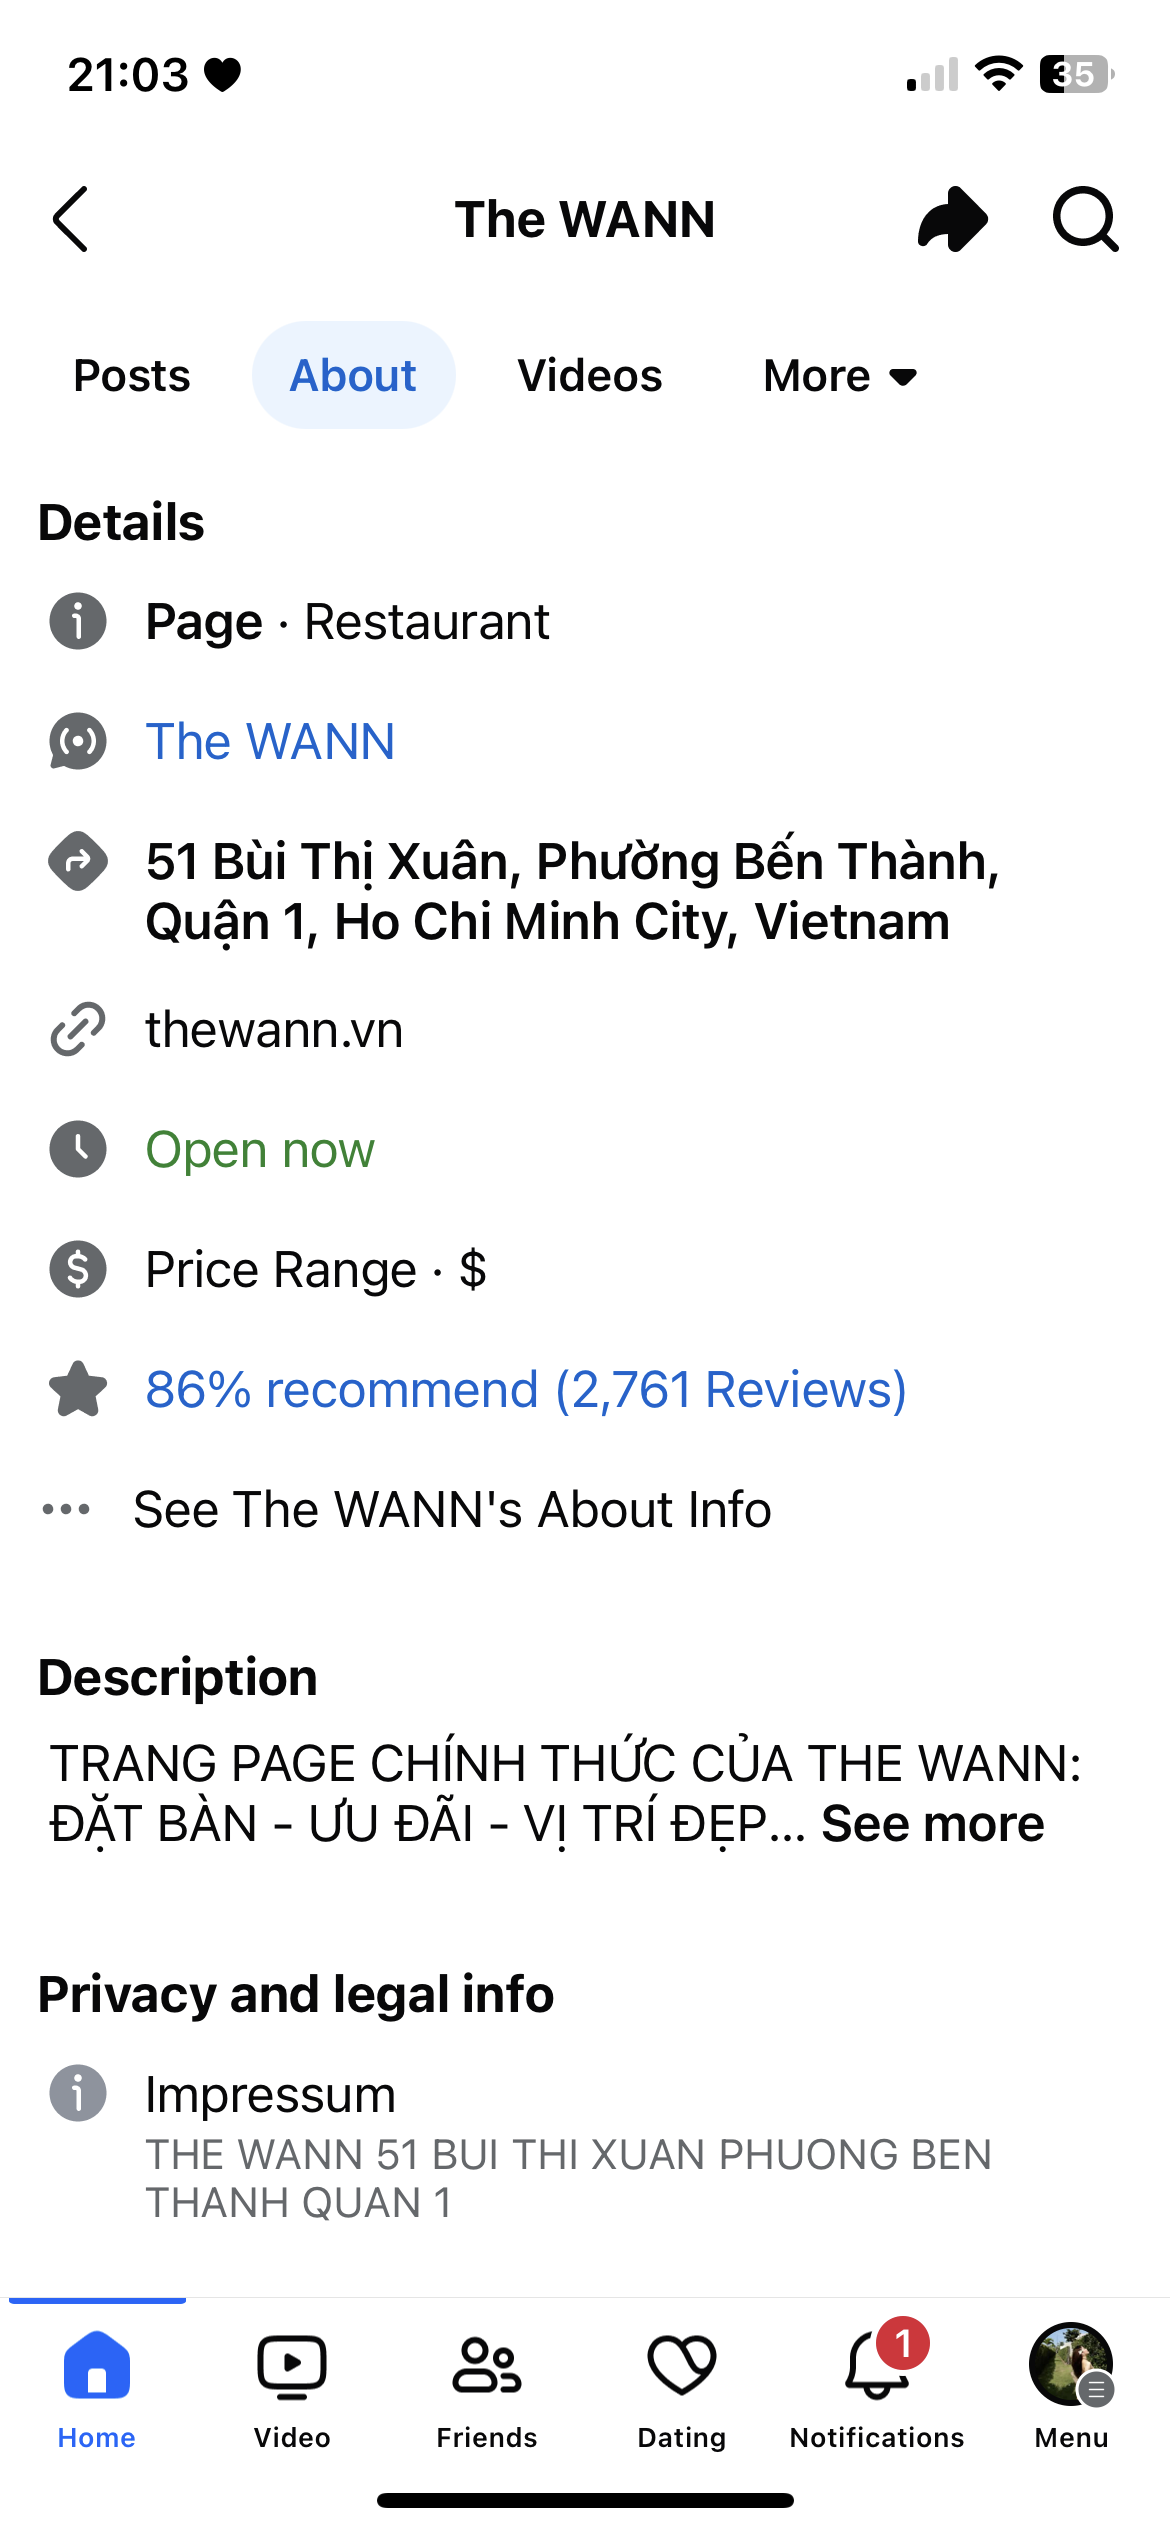 21:03
35
The WANN
Posts
About
Videos
More
Details
Page · Restaurant
The WANN
51 Bùi Thị Xuân, Phường Bến Thành,
Quận 1, Ho Chi Minh City, Vietnam
thewann.vn
Open now
Price Range · $
86% recommend (2,761 Reviews)
See The WANN's About Info
Description
TRANG PAGE CHÍNH THỨC CỦA THE WANN:
ĐẶT BÀN - ƯU ĐÃI - VỊ TRÍ ĐẸP... See more
Privacy and legal info
Impressum
THE WANN 51 BUI THI XUAN PHUONG BEN
THANH QUAN 1
1
Home
Video
Friends
Dating
Notifications
Menu